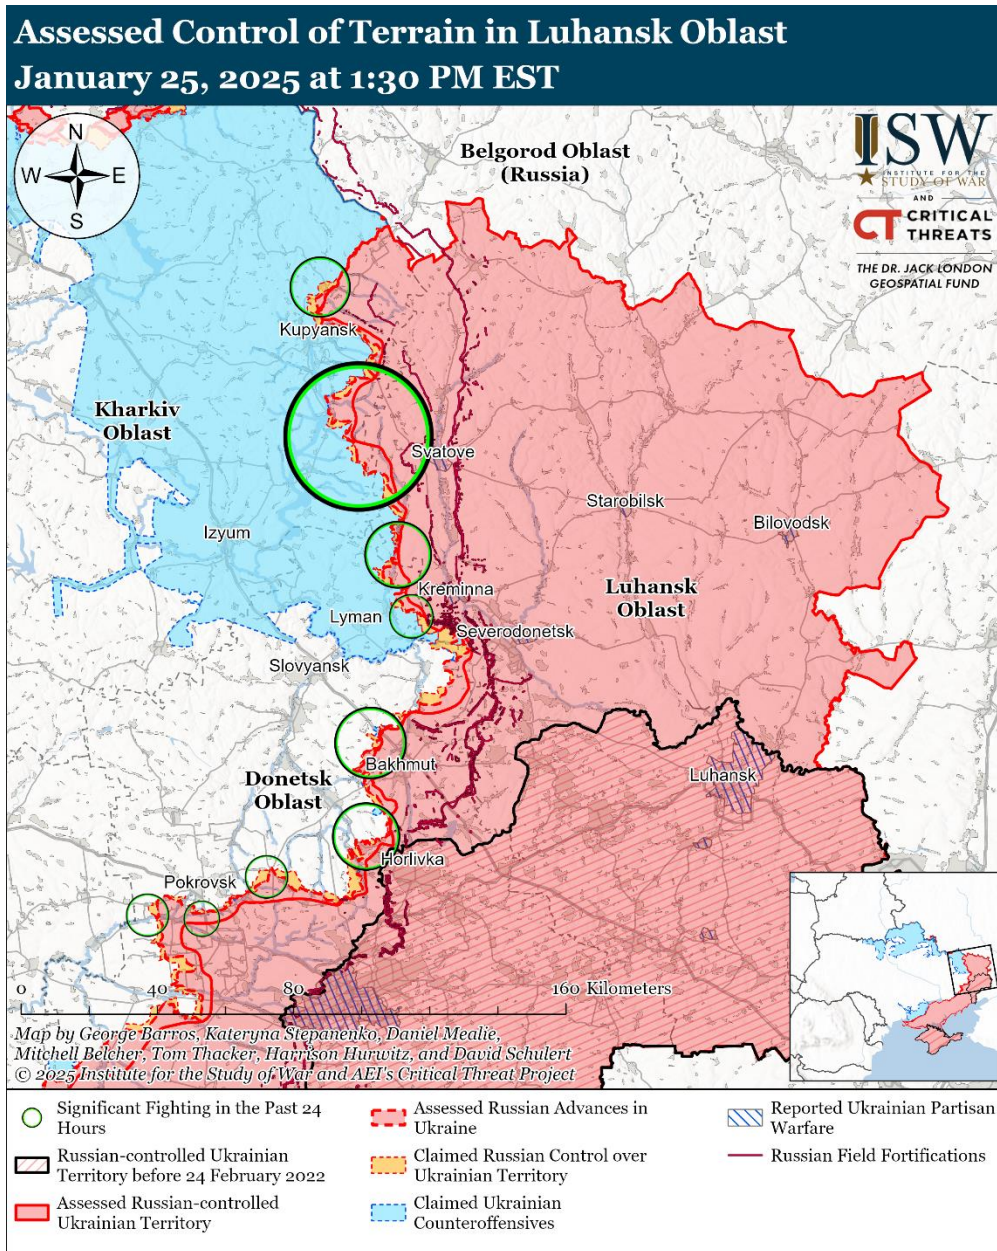 Assessed Control of Terrain in Luhansk Oblast
January 25, 2025 at 1:30 PM EST
N
W
E
S
Belgorod Oblast
(Russia)
ISW
INSTITUTE FOR THE
STUDY OF WAR
AND
CT CRITICAL
THREATS
THE DR. JACK LONDON
GEOSPATIAL FUND
Kupyansk
Kharkiv
Oblast
Svatove
Starobilsk
Bilovodsk
Izyum
Kreminna
Luhansk
Oblast
Lyman
Severodonetsk
Slovyansk
Bakhmut
Luhansk
Donetsk
Oblast
Horlivka
Pokrovsk
0
40
80
160 Kilometers
Map by George Barros, Kateryna Stepanenko, Daniel Mealie,
Mitchell Belcher, Tom Thacker, Harrison Hurwitz, and David Schulert
© 2025 Institute for the Study of War and AEI's Critical Threat Project
Significant Fighting in the Past 24
Hours
Russian-controlled Ukrainian
Territory before 24 February 2022
Assessed Russian-controlled
Ukrainian Territory
Assessed Russian Advances in
Ukraine
Claimed Russian Control over
Ukrainian Territory
Claimed Ukrainian
Counteroffensives
Reported Ukrainian Partisan
Warfare
Russian Field Fortifications